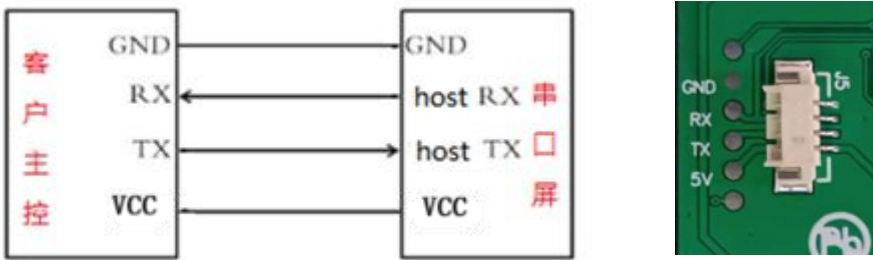 客户主控
GND
RX
TX
VCC
GND
host RX
host TX
VCC
串口屏
GND
RX
TX
5V
J5
Pb